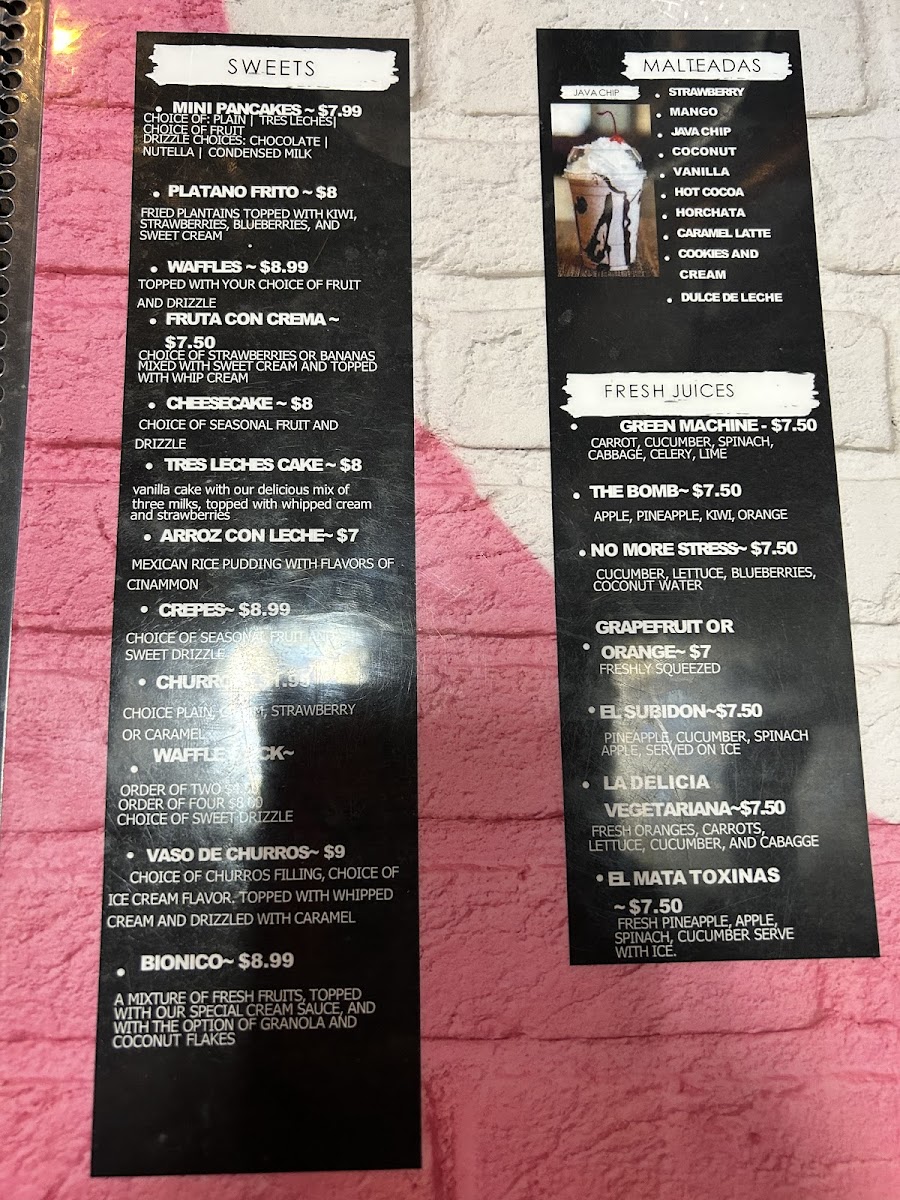 SWEETS
MINI PANCAKES ~ $7.99
CHOICE OF: PLAIN | TRES LECHES|
CHOICE OF FRUIT
DRIZZLE CHOICES: CHOCOLATE |
NUTELLA | CONDENSED MILK
PLATANO FRITO ~ $8
FRIED PLANTAINS TOPPED WITH KIWI,
STRAWBERRIES, BLUEBERRIES, AND
SWEET CREAM
WAFFLES ~ $8.99
TOPPED WITH YOUR CHOICE OF FRUIT
AND DRIZZLE
FRUTA CON CREMA ~
$7.50
CHOICE OF STRAWBERRIES OR BANANAS
MIXED WITH SWEET CREAM AND TOPPED
WITH WHIP CREAM
CHEESECAKE ~ $8
CHOICE OF SEASONAL FRUIT AND
DRIZZLE
TRES LECHES CAKE ~ $8
vanilla cake with our delicious mix of
three milks, topped with whipped cream
and strawberries
ARROZ CON LECHE~ $7
MEXICAN RICE PUDDING WITH FLAVORS OF
CINAMMON
CREPES~ $8.99
CHOICE OF SEASONAL FRUIT AND
SWEET DRIZZLE
CHOICE PLAIN, STRAWBERRY
OR CARAMEL
WAFFLE
ORDER OF TWO
ORDER OF FOUR $8.00
CHOICE OF SWEET DRIZZLE
VASO DE CHURROS~ $9
CHOICE OF CHURROS FILLING, CHOICE OF
ICE CREAM FLAVOR. TOPPED WITH WHIPPED
CREAM AND DRIZZLED WITH CARAMEL
BIONICO~ $8.99
A MIXTURE OF FRESH FRUITS, TOPPED
WITH OUR SPECIAL CREAM SAUCE, AND
WITH THE OPTION OF GRANOLA AND
COCONUT FLAKES
MALTEADAS
JAVA CHIP
STRAWBERRY
MANGO
JAVA CHIP
COCONUT
VANILLA
HOT COCOA
HORCHATA
CARAMEL LATTE
COOKIES AND
CREAM
DULCE DE LECHE
FRESH JUICES
GREEN MACHINE - $7.50
CARROT, CUCUMBER, SPINACH,
CABBAGE, CELERY, LIME
THE BOMB~ $7.50
APPLE, PINEAPPLE, KIWI, ORANGE
NO MORE STRESS~ $7.50
CUCUMBER, LETTUCE, BLUEBERRIES,
COCONUT WATER
GRAPEFRUIT OR
ORANGE~ $7
FRESHLY SQUEEZED
EL SUBIDON~$7.50
PINEAPPLE, CUCUMBER, SPINACH
APPLE, SERVED ON ICE
LA DELICIA
VEGETARIANA~$7.50
FRESH ORANGES, CARROTS,
LETTUCE, CUCUMBER, AND CABAGGE
EL MATA TOXINAS
~ $7.50
FRESH PINEAPPLE, APPLE,
SPINACH, CUCUMBER SERVE
WITH ICE.